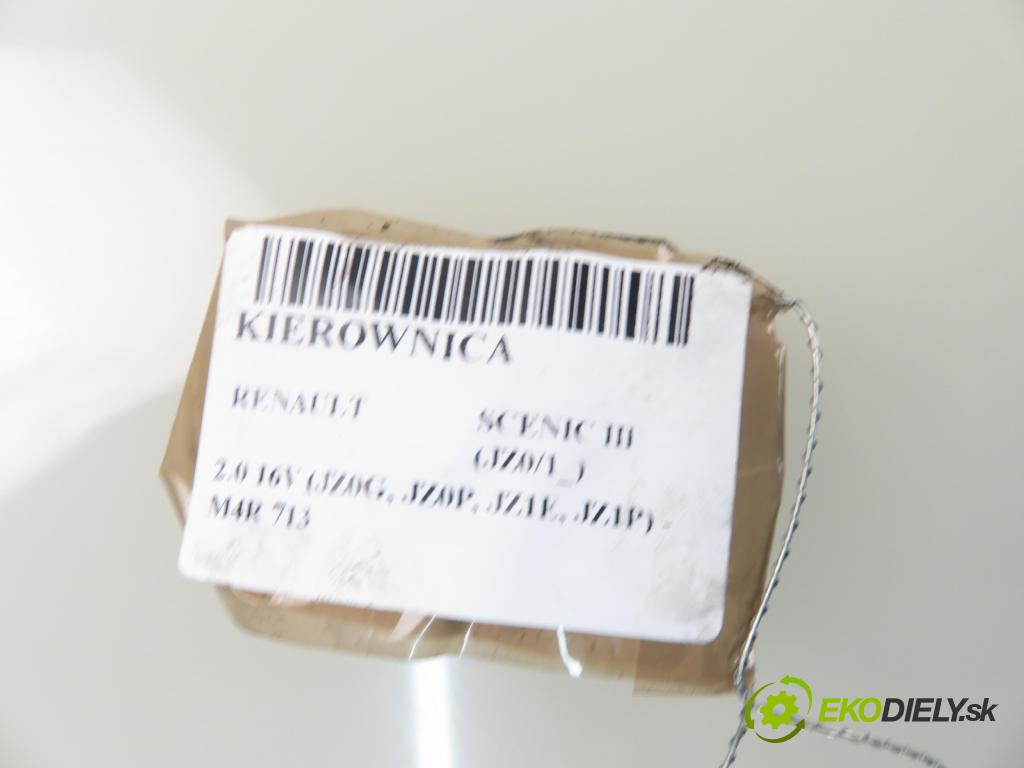 KIEROWNICA
RENAULT
SCENIC III
(JZ0/1_)
2.0 16V (JZ0G, JZ0P, JZ1E, JZ1P) -
M4R 713
EKODIELY.sk